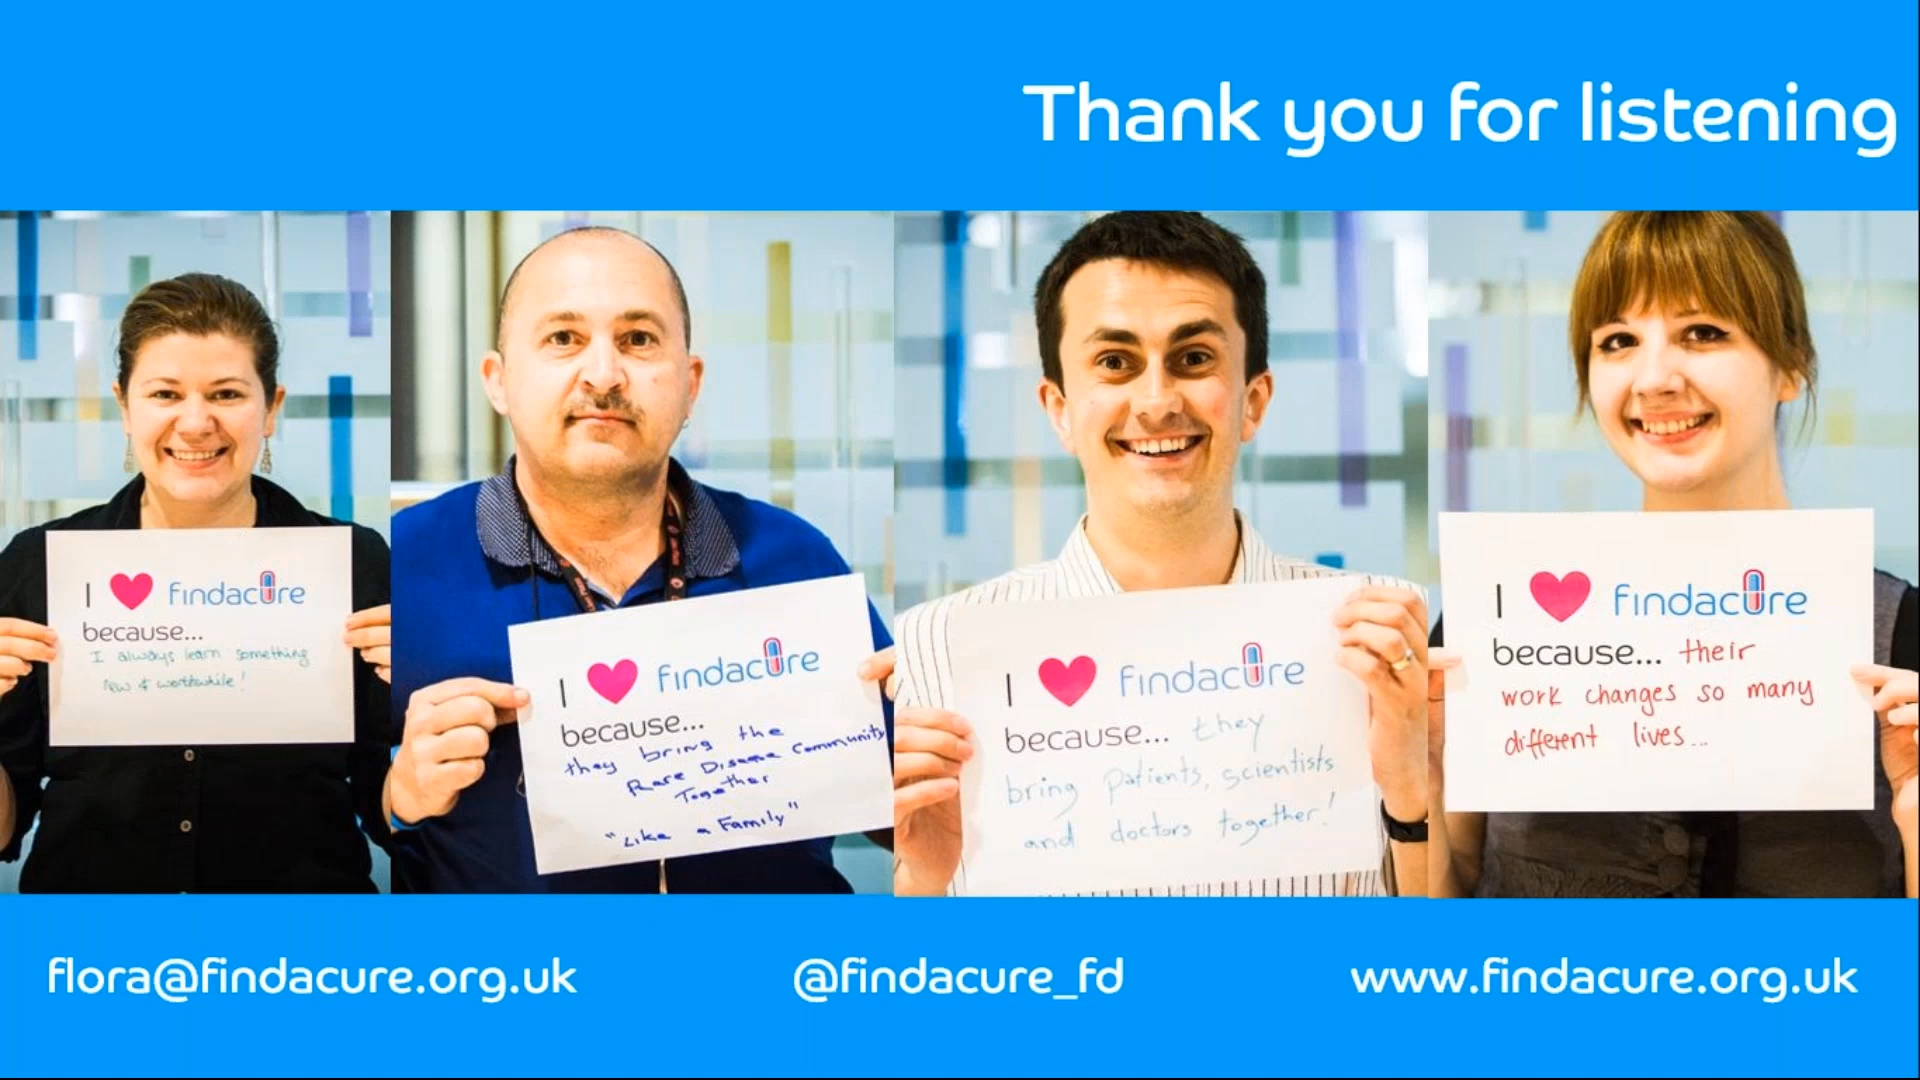 Thank you for listening
I ♥ findacure
because...
I always learn something
new & worthwhile!
I ♥ findacure
because...
they bring the
Rare Disease Community
Together
"Like a Family"
I ♥ findacure
because... they
bring patients, scientists
and doctors together!
I ♥ findacure
because... their
work changes so many
different lives...
flora@findacure.org.uk
@findacure_fd
www.findacure.org.uk